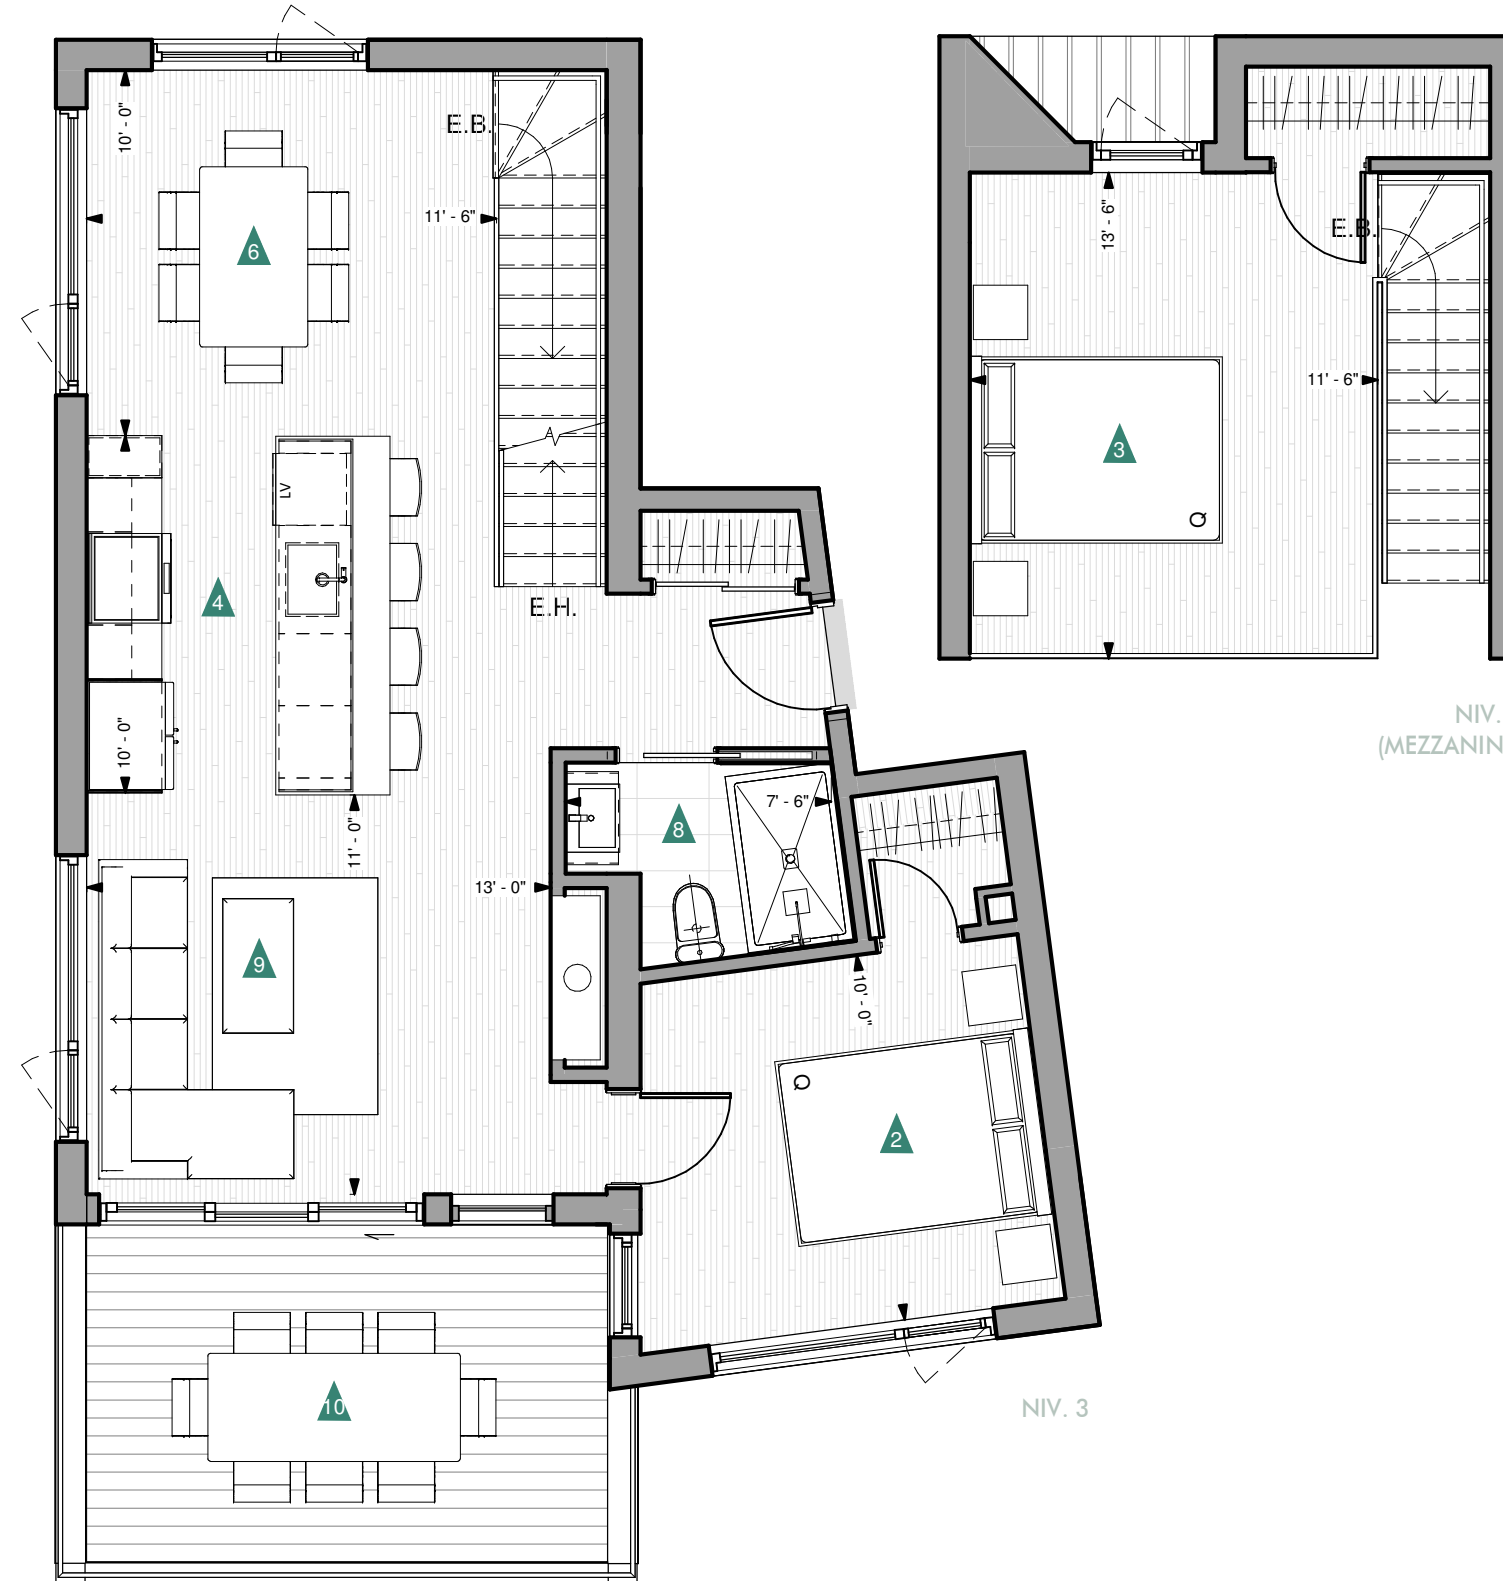 10' - 0"
E.B.
11' - 6"
6
LV
4
E.H.
10' - 0"
11' - 0"
7' - 6"
8
13' - 0"
9
10' - 0"
Q
2
10
NIV. 3
13' - 6"
E.B.
11' - 6"
3
Q
NIV.
(MEZZANIN